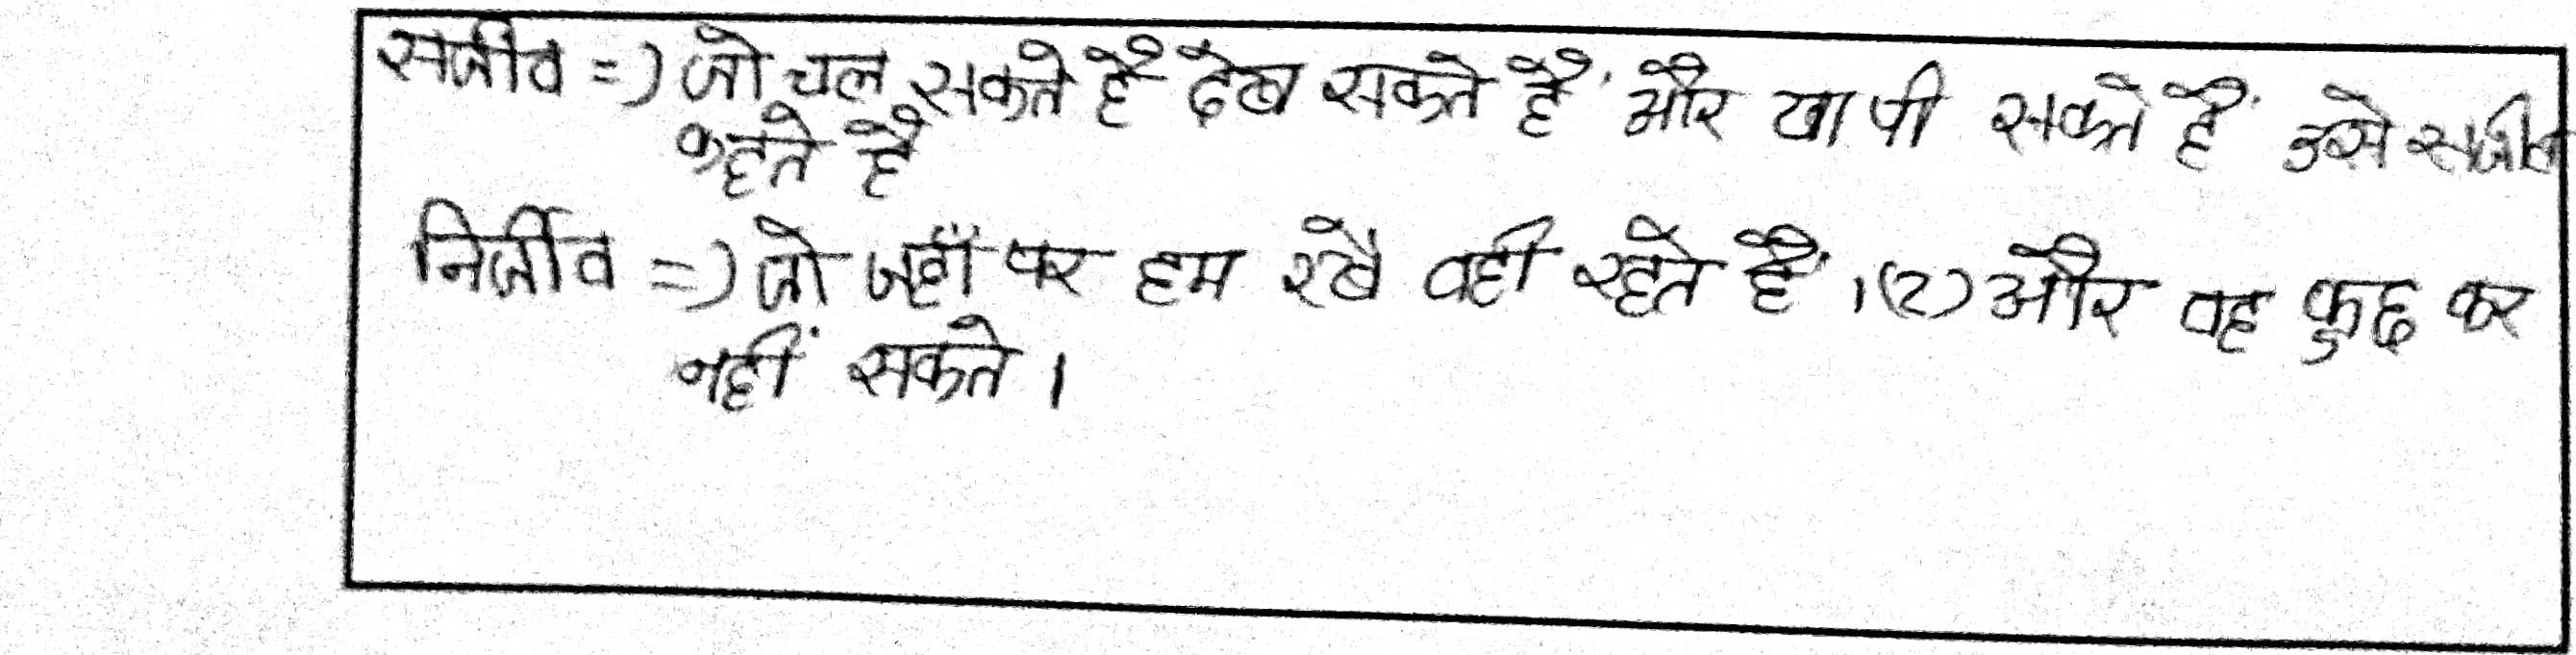 सजीव =) जो चल सकते है देख सकते है' और खा पी सकते है' उसे सजीव
कहते है
निर्जीव =) जो जहाँ पर हम रखै वही रहते है' । (2) और वह कुछ कर
नहीं सकते ।